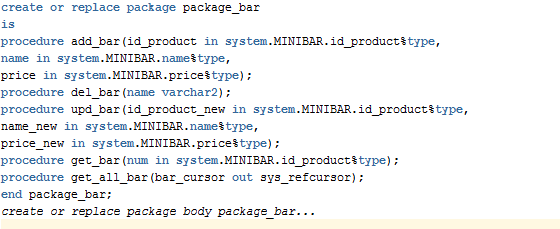 create or replace package package_bar
is
procedure add_bar(id_product in system.MINIBAR.id_product%type,
name in system.MINIBAR.name%type,
price in system.MINIBAR.price%type);
procedure del_bar(name varchar2);
procedure upd_bar(id_product_new in system.MINIBAR.id_product%type,
name_new in system.MINIBAR.name%type,
price_new in system.MINIBAR.price%type);
procedure get_bar(num in system.MINIBAR.id_product%type);
procedure get_all_bar(bar_cursor out sys_refcursor);
end package_bar;
create or replace package body package_bar...